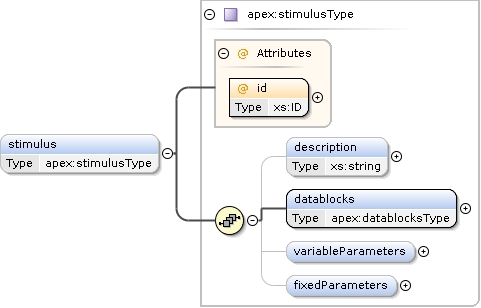 apex:stimulusType
@ Attributes
@ id
Type xs:ID
stimulus
Type apex:stimulusType
description
Type xs:string
datablocks
Type apex:datablocksType
variableParameters
fixedParameters